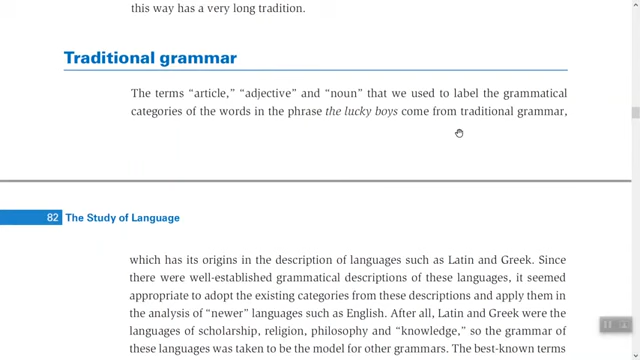 this way has a very long tradition.
Traditional grammar
The terms “article,” “adjective” and “noun” that we used to label the grammatical
categories of the words in the phrase the lucky boys come from traditional grammar,
82 The Study of Language
which has its origins in the description of languages such as Latin and Greek. Since
there were well-established grammatical descriptions of these languages, it seemed
appropriate to adopt the existing categories from these descriptions and apply them in
the analysis of “newer” languages such as English. After all, Latin and Greek were the
languages of scholarship, religion, philosophy and “knowledge,” so the grammar of
these languages was taken to be the model for other grammars. The best-known terms